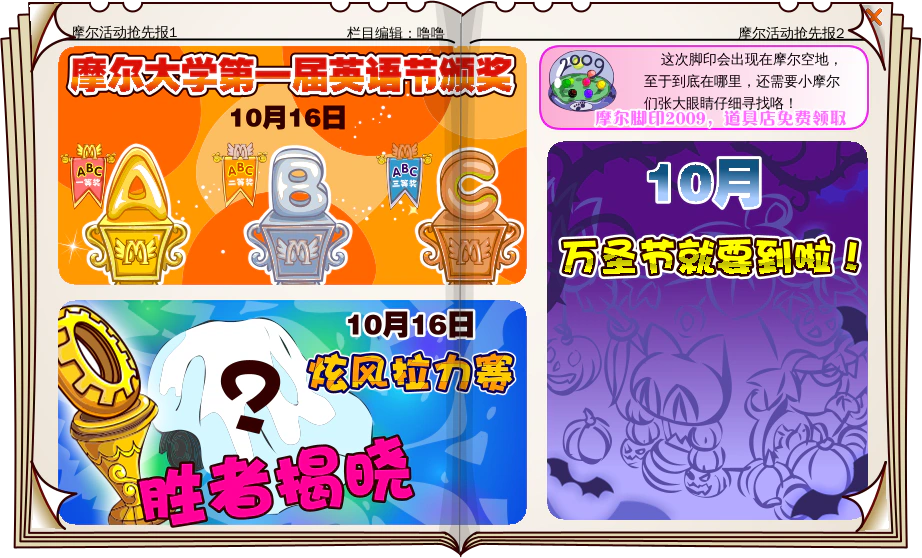 摩尔活动抢先报1
栏目编辑：噜噜
摩尔大学第一届英语节颁奖
10月16日
ABC
一等奖
ABC
二等奖
ABC
三等奖
A
B
C
M
M
M
10月16日
炫风拉力赛
?
胜者揭晓
摩尔活动抢先报2
2009
这次脚印会出现在摩尔空地，
至于到底在哪里，还需要小摩尔
们张大眼睛仔细寻找咯！
摩尔脚印2009，道具店免费领取
10月
万圣节就要到啦！